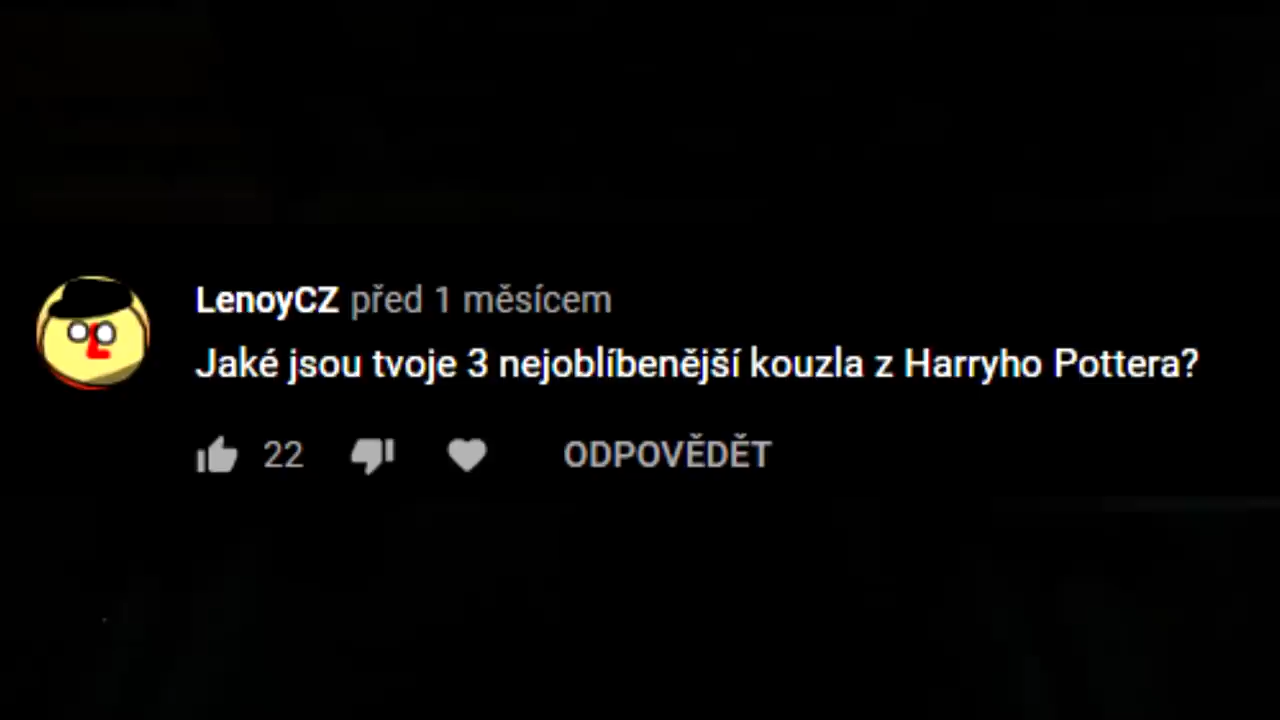 LenoyCZ před 1 měsícem
Jaké jsou tvoje 3 nejoblíbenější kouzla z Harryho Pottera?
22 ODPOVĚDĚT